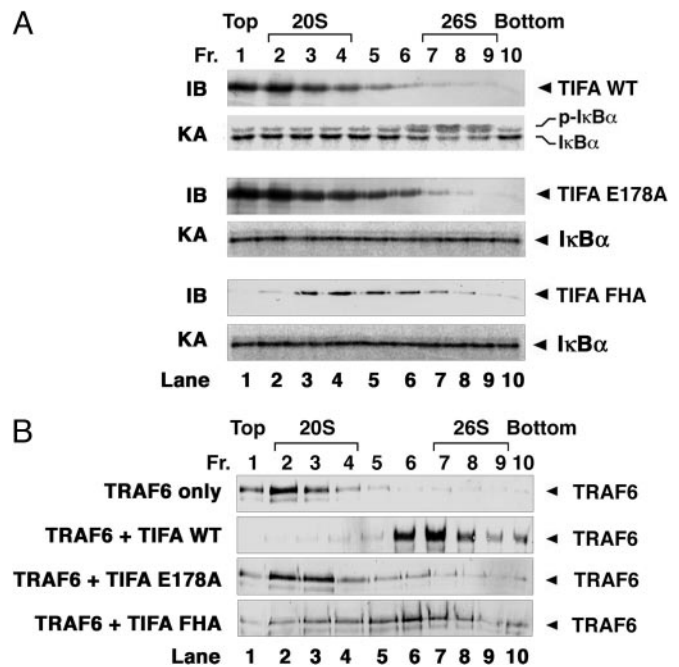 A
Top 20S 26S Bottom
Fr. 1 2 3 4 5 6 7 8 9 10
IB ◄ TIFA WT
KA p-IκBα
IκBα
IB ◄ TIFA E178A
KA ◄ IκBα
IB ◄ TIFA FHA
KA ◄ IκBα
Lane 1 2 3 4 5 6 7 8 9 10
B
Top 20S 26S Bottom
Fr. 1 2 3 4 5 6 7 8 9 10
TRAF6 only ◄ TRAF6
TRAF6 + TIFA WT ◄ TRAF6
TRAF6 + TIFA E178A ◄ TRAF6
TRAF6 + TIFA FHA ◄ TRAF6
Lane 1 2 3 4 5 6 7 8 9 10